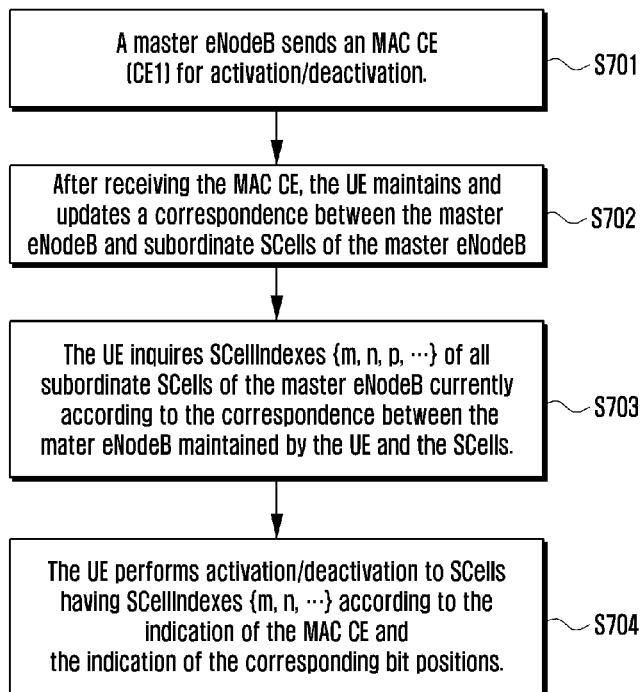 A master eNodeB sends an MAC CE
(CE1) for activation/deactivation.
S701
After receiving the MAC CE, the UE maintains and
updates a correspondence between the master
eNodeB and subordinate SCells of the master eNodeB
S702
The UE inquires SCellIndexes {m, n, p, ···} of all
subordinate SCells of the master eNodeB currently
according to the correspondence between the
mater eNodeB maintained by the UE and the SCells.
S703
The UE performs activation/deactivation to SCells
having SCellIndexes {m, n, ···} according to the
indication of the MAC CE and
the indication of the corresponding bit positions.
S704